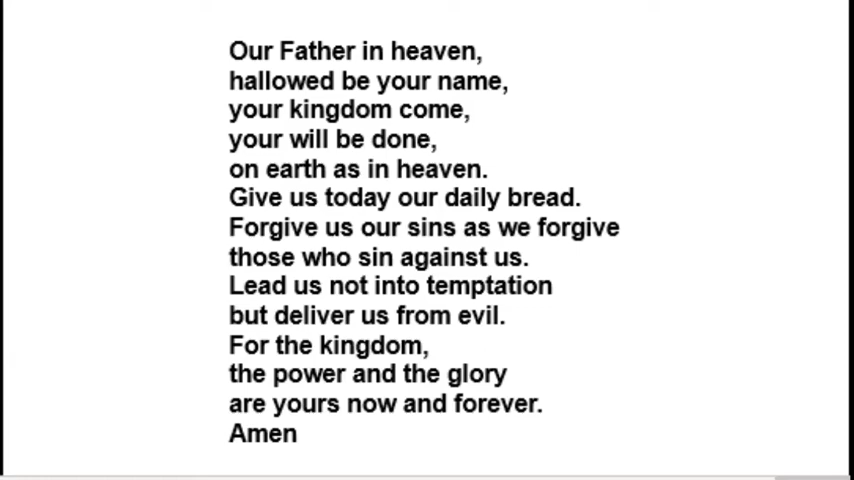 Our Father in heaven,
hallowed be your name,
your kingdom come,
your will be done,
on earth as in heaven.
Give us today our daily bread.
Forgive us our sins as we forgive
those who sin against us.
Lead us not into temptation
but deliver us from evil.
For the kingdom,
the power and the glory
are yours now and forever.
Amen